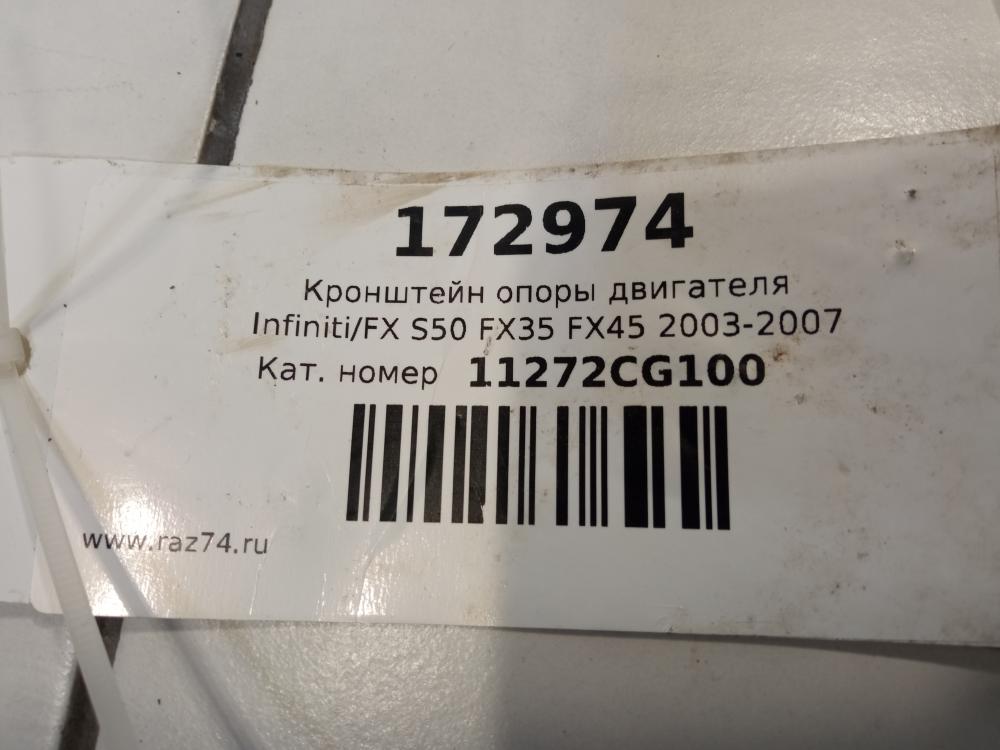 172974
Кронштейн опоры двигателя
Infiniti/FX S50 FX35 FX45 2003-2007
Кат. номер 11272CG100
www.raz74.ru